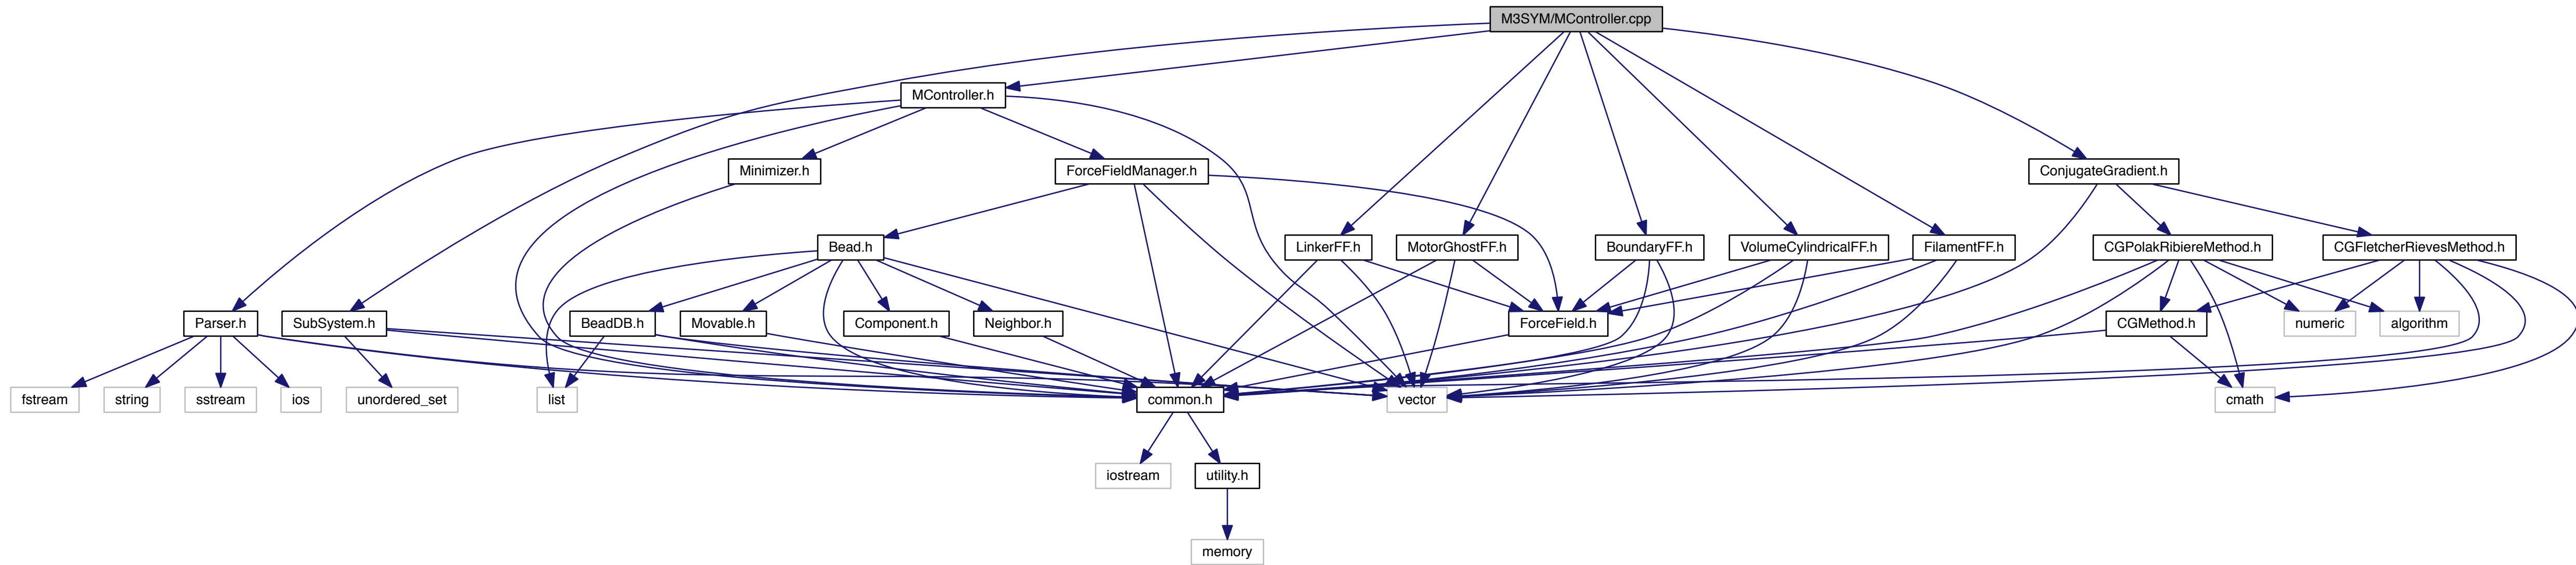 M3SYM/MController.cpp
MController.h
Minimizer.h
ForceFieldManager.h
ConjugateGradient.h
Bead.h
LinkerFF.h
MotorGhostFF.h
BoundaryFF.h
VolumeCylindricalFF.h
FilamentFF.h
CGPolakRibiereMethod.h
CGFletcherRievesMethod.h
Parser.h
SubSystem.h
BeadDB.h
Movable.h
Component.h
Neighbor.h
ForceField.h
CGMethod.h
numeric
algorithm
fstream
string
sstream
ios
unordered_set
list
common.h
vector
cmath
iostream
utility.h
memory